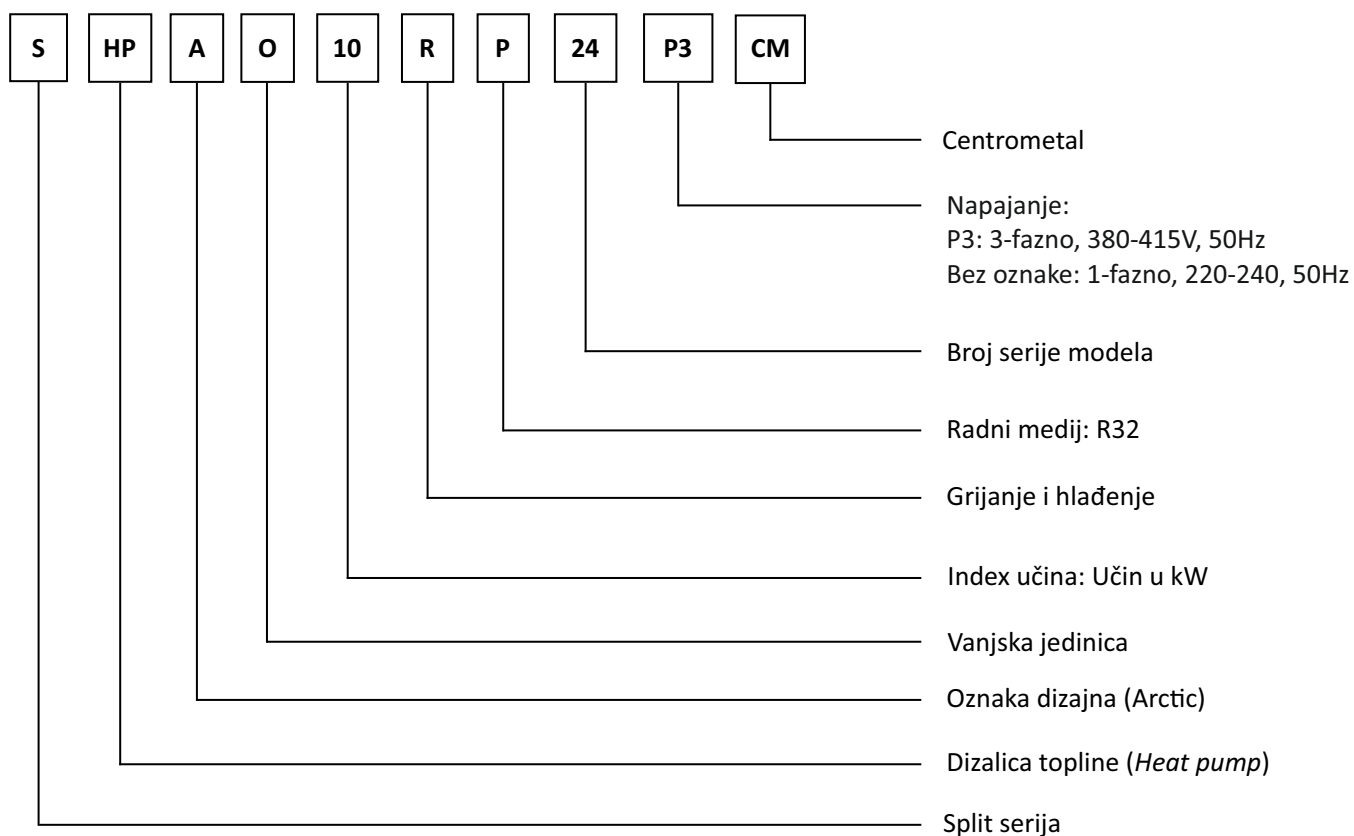 S HP A O 10 R P 24 P3 CM
Centrometal
Napajanje:
P3: 3-fazno, 380-415V, 50Hz
Bez oznake: 1-fazno, 220-240, 50Hz
Broj serije modela
Radni medij: R32
Grijanje i hlađenje
Index učina: Učin u kW
Vanjska jedinica
Oznaka dizajna (Arctic)
Dizalica topline (Heat pump)
Split serija